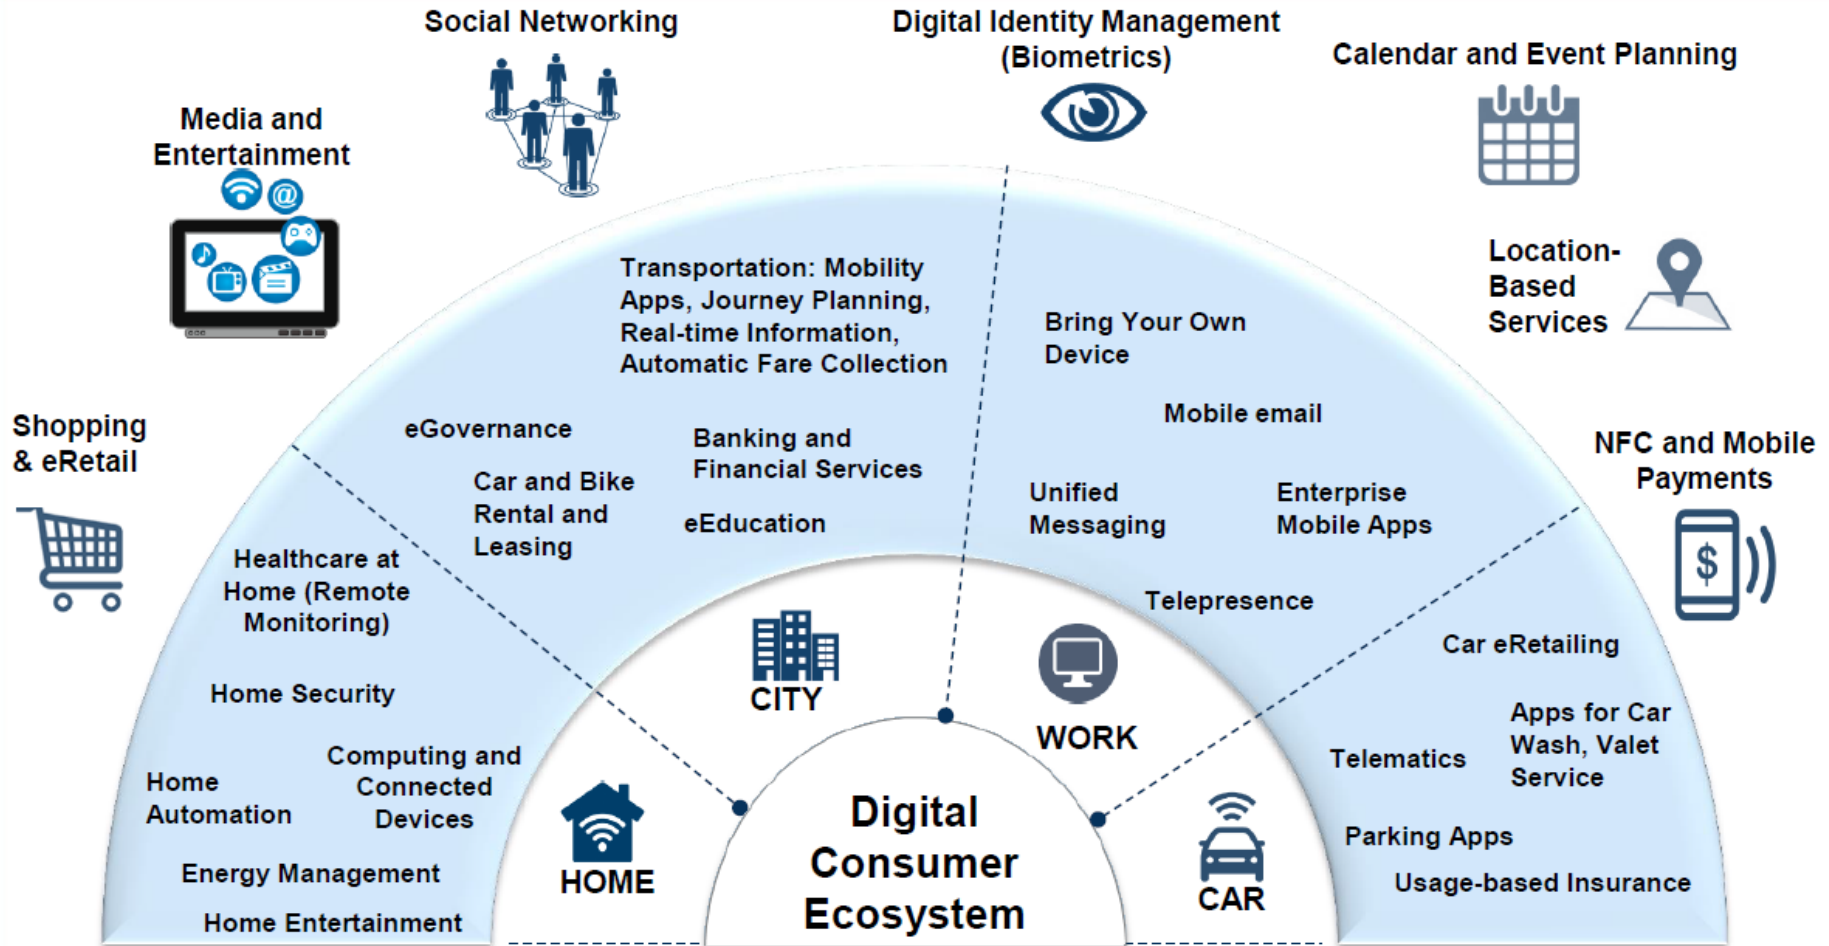 Social Networking
Digital Identity Management
(Biometrics)
Calendar and Event Planning
Media and
Entertainment
@
Location-
Based
Services
Shopping
& eRetail
NFC and Mobile
Payments
$
Transportation: Mobility
Apps, Journey Planning,
Real-time Information,
Automatic Fare Collection
eGovernance
Banking and
Financial Services
Car and Bike
Rental and
Leasing
eEducation
Bring Your Own
Device
Mobile email
Unified
Messaging
Enterprise
Mobile Apps
Telepresence
Healthcare at
Home (Remote
Monitoring)
Home Security
Computing and
Connected
Devices
Home
Automation
Energy Management
Home Entertainment
Car eRetailing
Apps for Car
Wash, Valet
Service
Telematics
Parking Apps
Usage-based Insurance
CITY
WORK
HOME
CAR
Digital
Consumer
Ecosystem